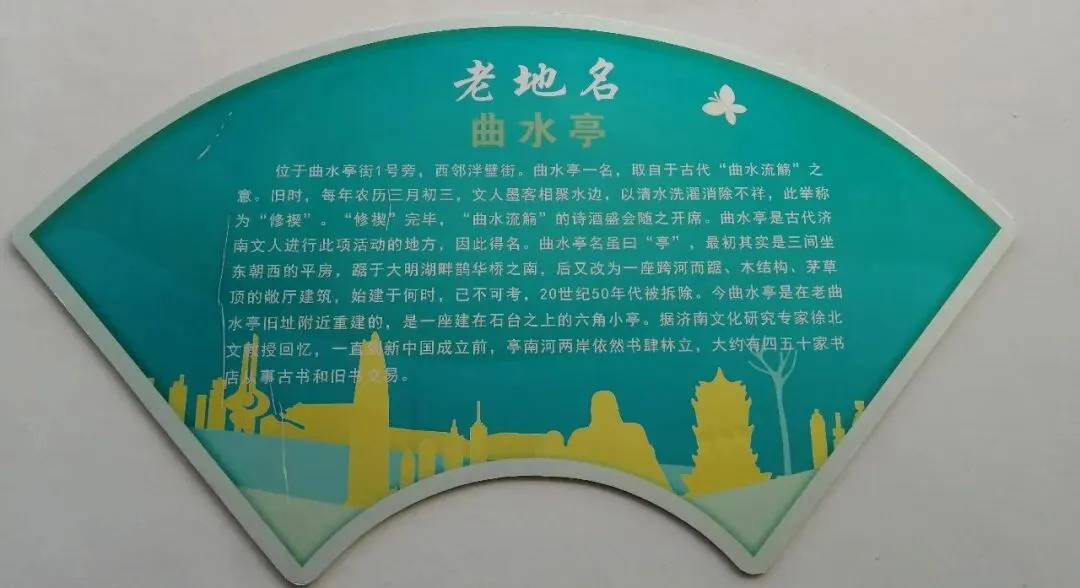 老地名
曲水亭
位于曲水亭街1号旁，西邻泮壁街。曲水亭一名，取自于古代“曲水流觞”之
意。旧时，每年农历三月初三，文人墨客相聚水边，以清水洗濯消除不祥，此举称
为“修禊”。“修禊”完毕，“曲水流觞”的诗酒盛会随之开席。曲水亭是古代济
南文人进行此项活动的地方，因此得名。曲水亭名虽曰“亭”，最初其实是三间坐
东朝西的平房，踞于大明湖畔鹊华桥之南，后又改为一座跨河而踞、木结构、茅草
顶的敞厅建筑，始建于何时，已不可考，20世纪50年代被拆除。今曲水亭是在老曲
水亭旧址附近重建的，是一座建在石台之上的六角小亭。据济南文化研究专家徐北
文教授回忆，一直到新中国成立前，亭南河两岸依然书肆林立，大约有四五十家书
店从事古书和旧书交易。